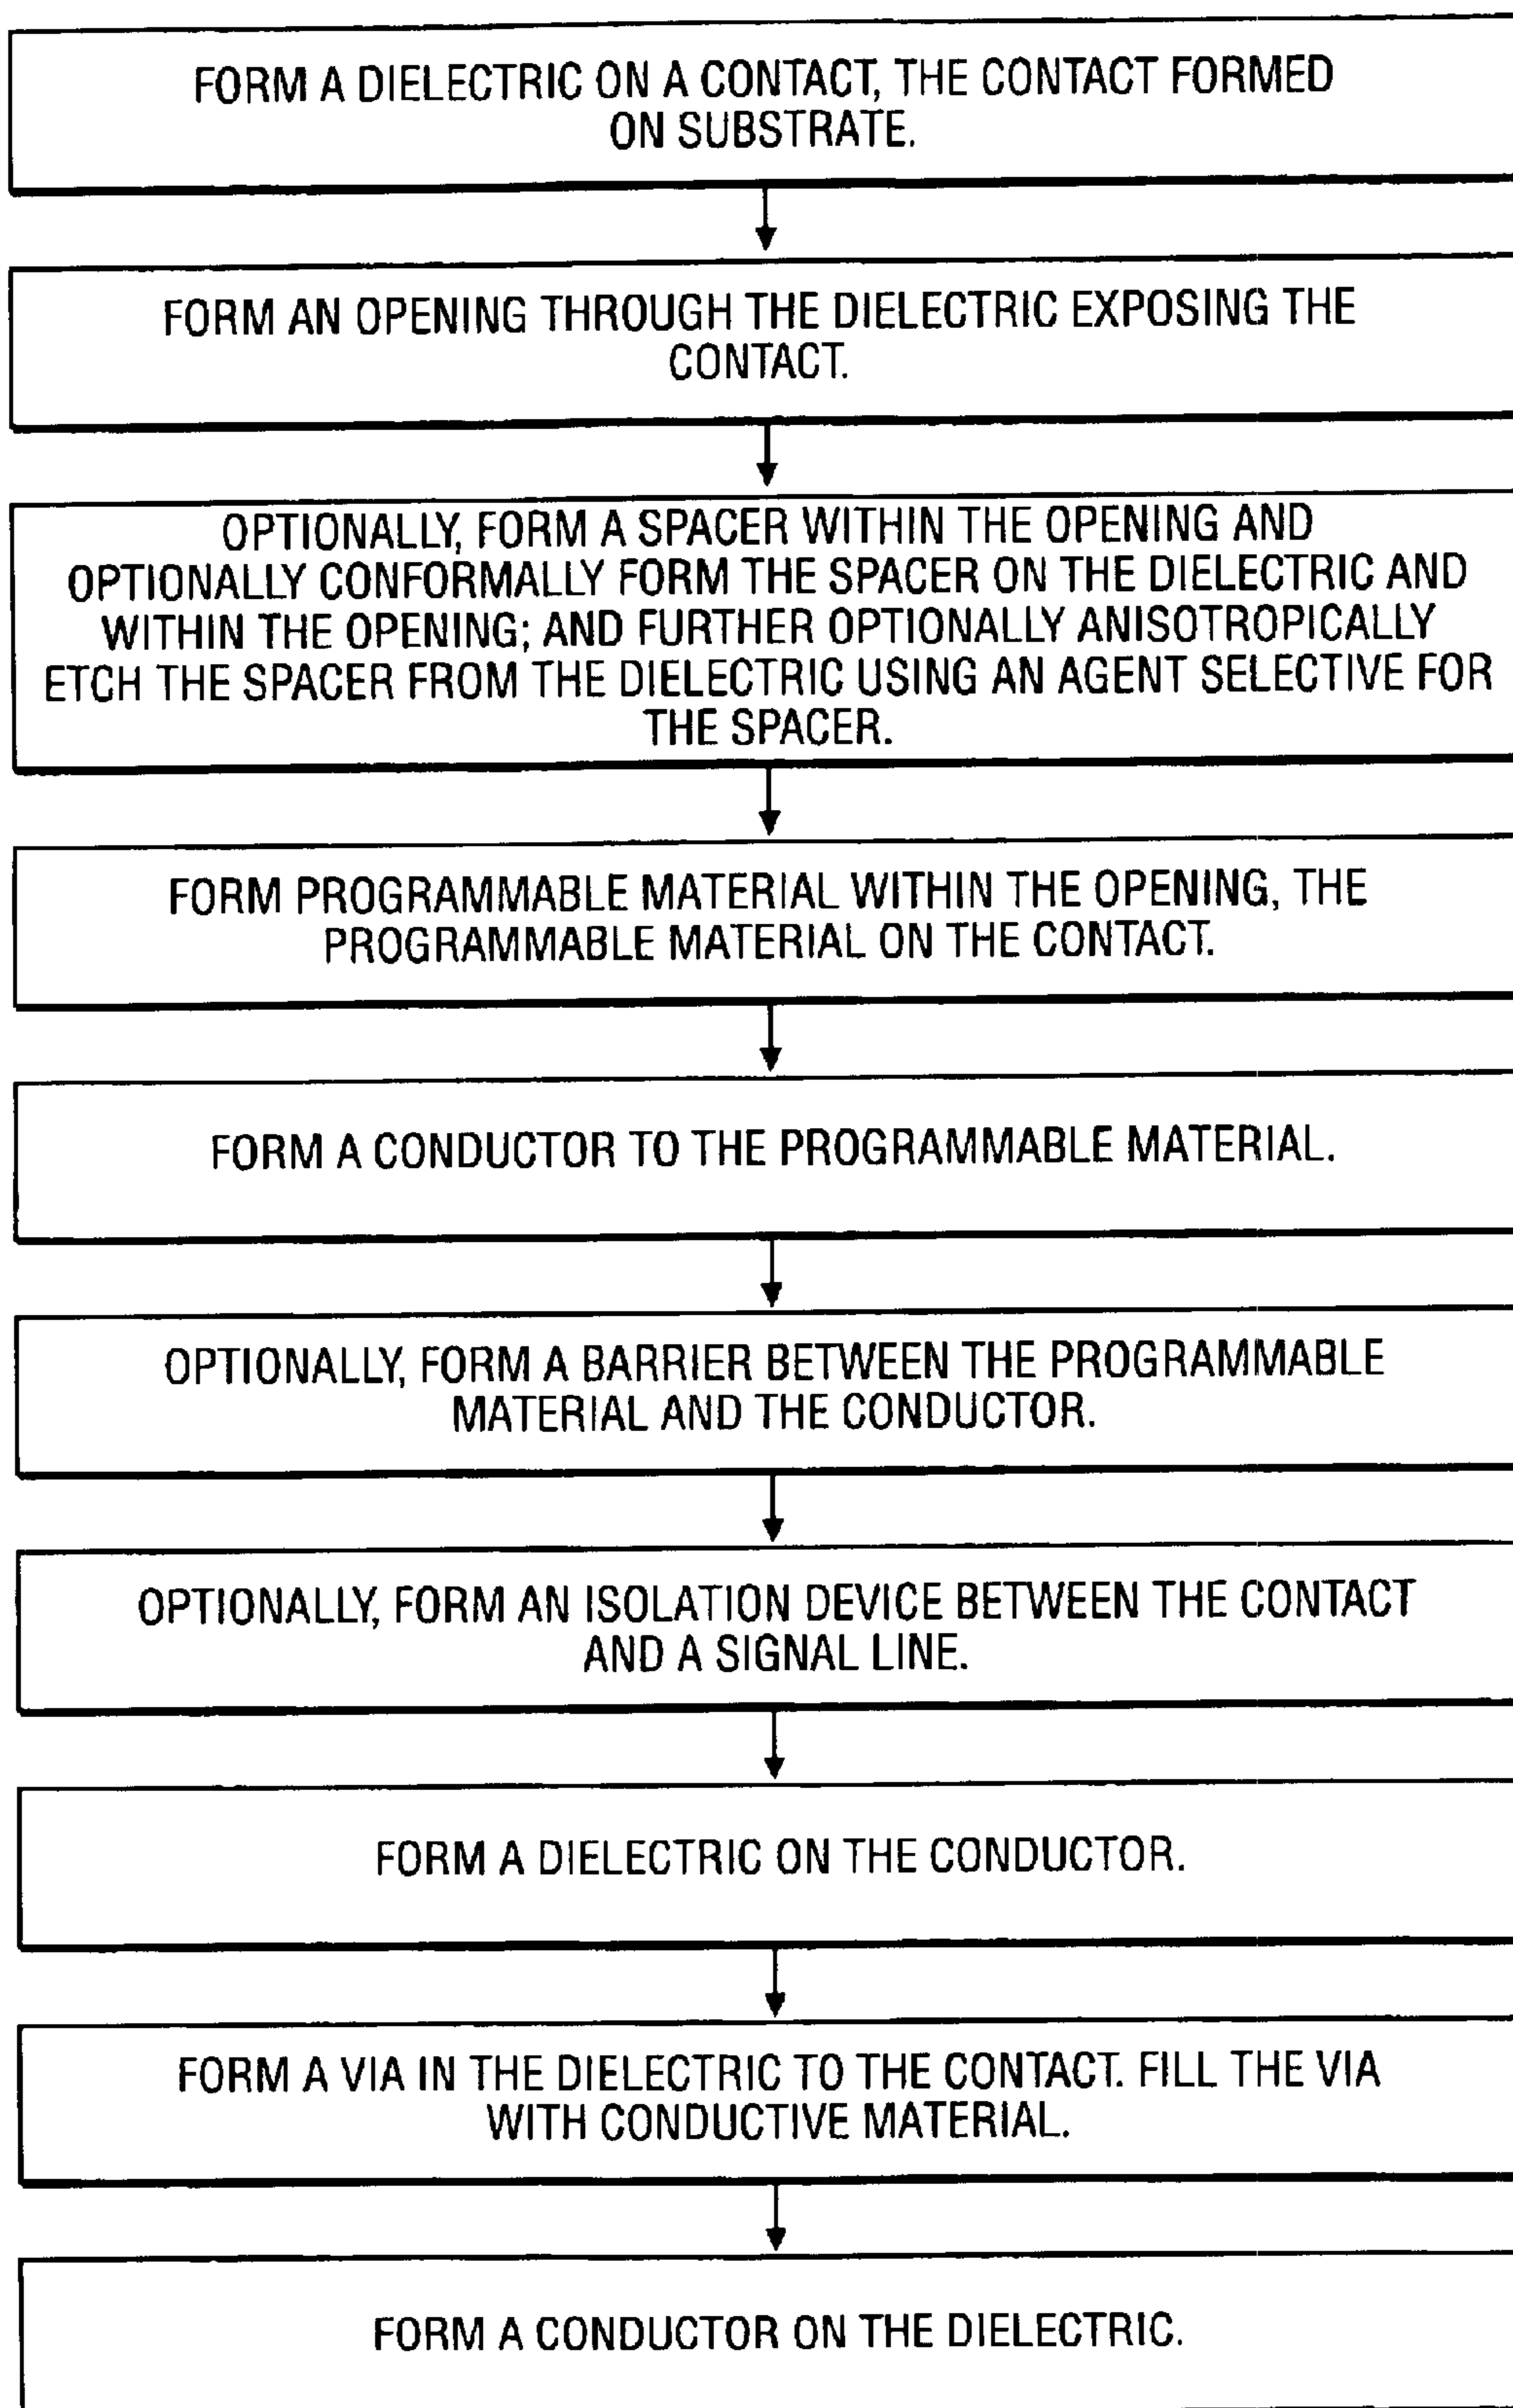 FORM A DIELECTRIC ON A CONTACT, THE CONTACT FORMED
ON SUBSTRATE.
FORM AN OPENING THROUGH THE DIELECTRIC EXPOSING THE
CONTACT.
OPTIONALLY, FORM A SPACER WITHIN THE OPENING AND
OPTIONALLY CONFORMALLY FORM THE SPACER ON THE DIELECTRIC AND
WITHIN THE OPENING; AND FURTHER OPTIONALLY ANISOTROPICALLY
ETCH THE SPACER FROM THE DIELECTRIC USING AN AGENT SELECTIVE FOR
THE SPACER.
FORM PROGRAMMABLE MATERIAL WITHIN THE OPENING, THE
PROGRAMMABLE MATERIAL ON THE CONTACT.
FORM A CONDUCTOR TO THE PROGRAMMABLE MATERIAL.
OPTIONALLY, FORM A BARRIER BETWEEN THE PROGRAMMABLE
MATERIAL AND THE CONDUCTOR.
OPTIONALLY, FORM AN ISOLATION DEVICE BETWEEN THE CONTACT
AND A SIGNAL LINE.
FORM A DIELECTRIC ON THE CONDUCTOR.
FORM A VIA IN THE DIELECTRIC TO THE CONTACT. FILL THE VIA
WITH CONDUCTIVE MATERIAL.
FORM A CONDUCTOR ON THE DIELECTRIC.